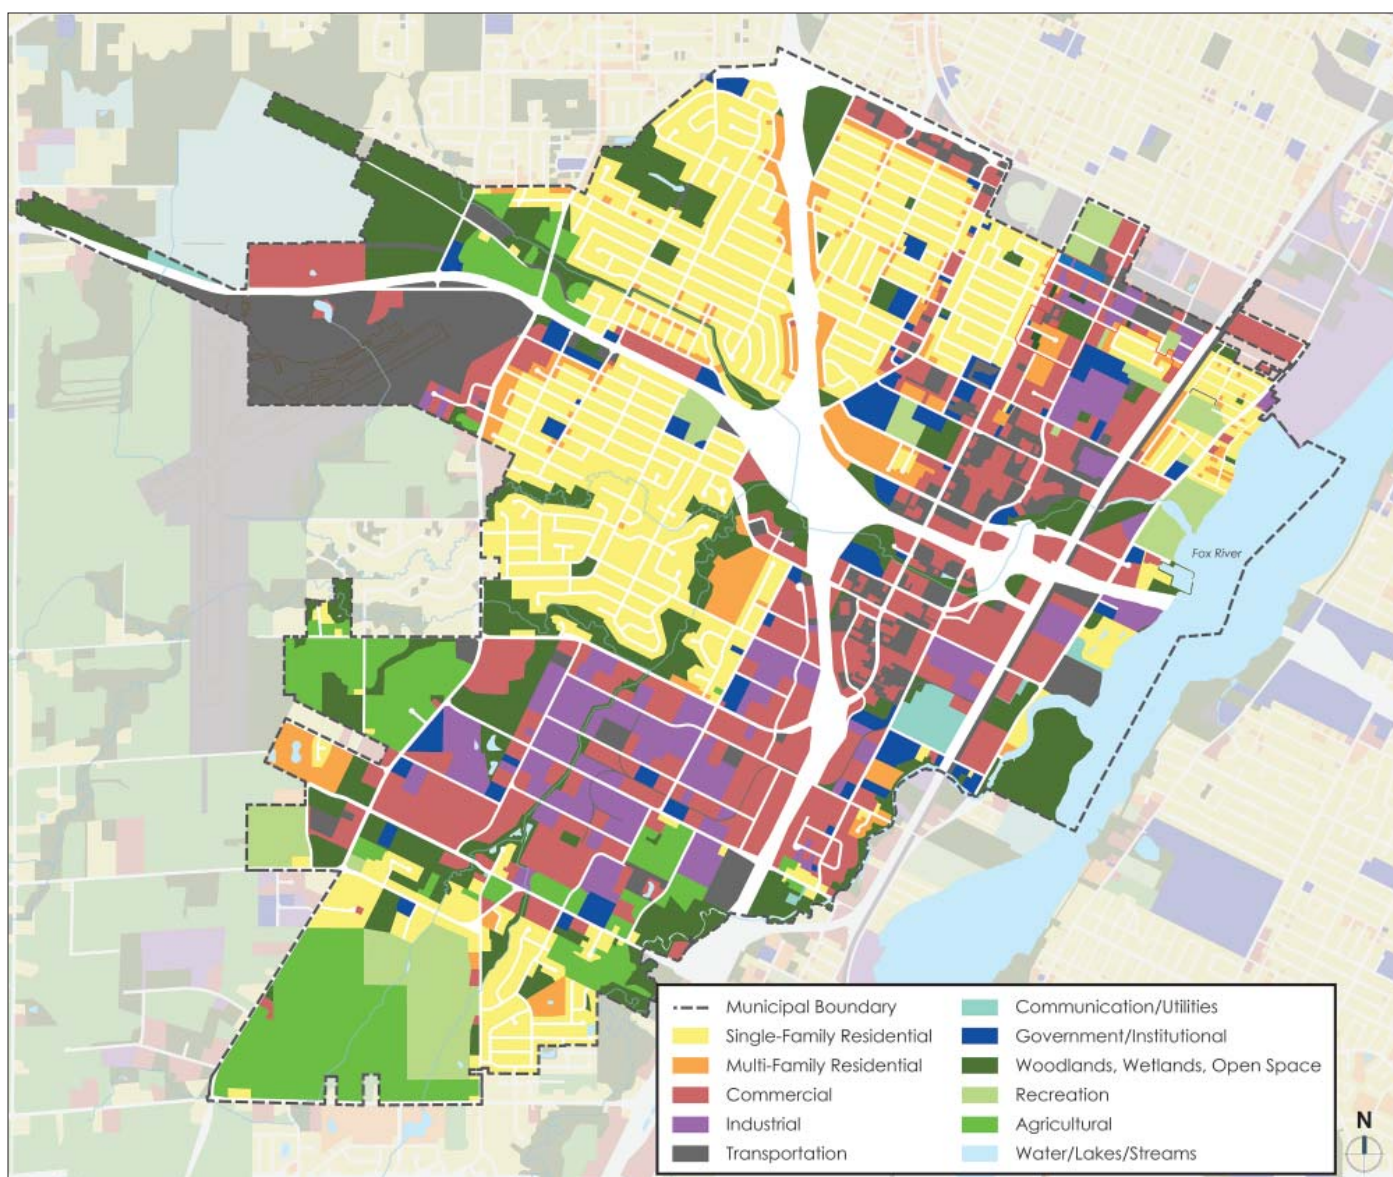 Fox River
Municipal Boundary
Single-Family Residential
Multi-Family Residential
Commercial
Industrial
Transportation
Communication/Utilities
Government/Institutional
Woodlands, Wetlands, Open Space
Recreation
Agricultural
Water/Lakes/Streams
N